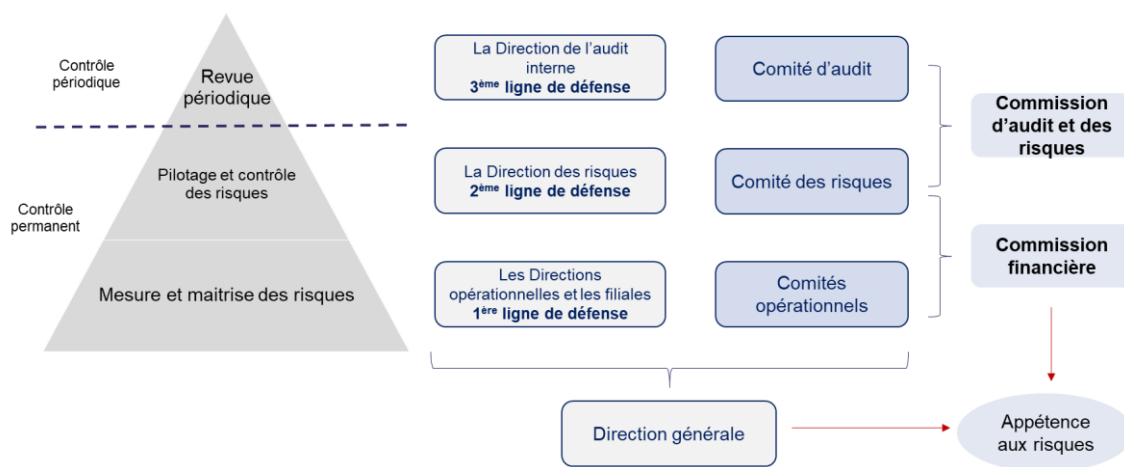 Contrôle
périodique
Revue
périodique
La Direction de l'audit
interne
3ème ligne de défense
Comité d'audit
Commission
d'audit et des
risques
Contrôle
permanent
Pilotage et contrôle
des risques
La Direction des risques
2ème ligne de défense
Comité des risques
Commission
financière
Mesure et maitrise des risques
Les Directions
opérationnelles et les filiales
1ère ligne de défense
Comités
opérationnels
Direction générale
Appétence
aux risques